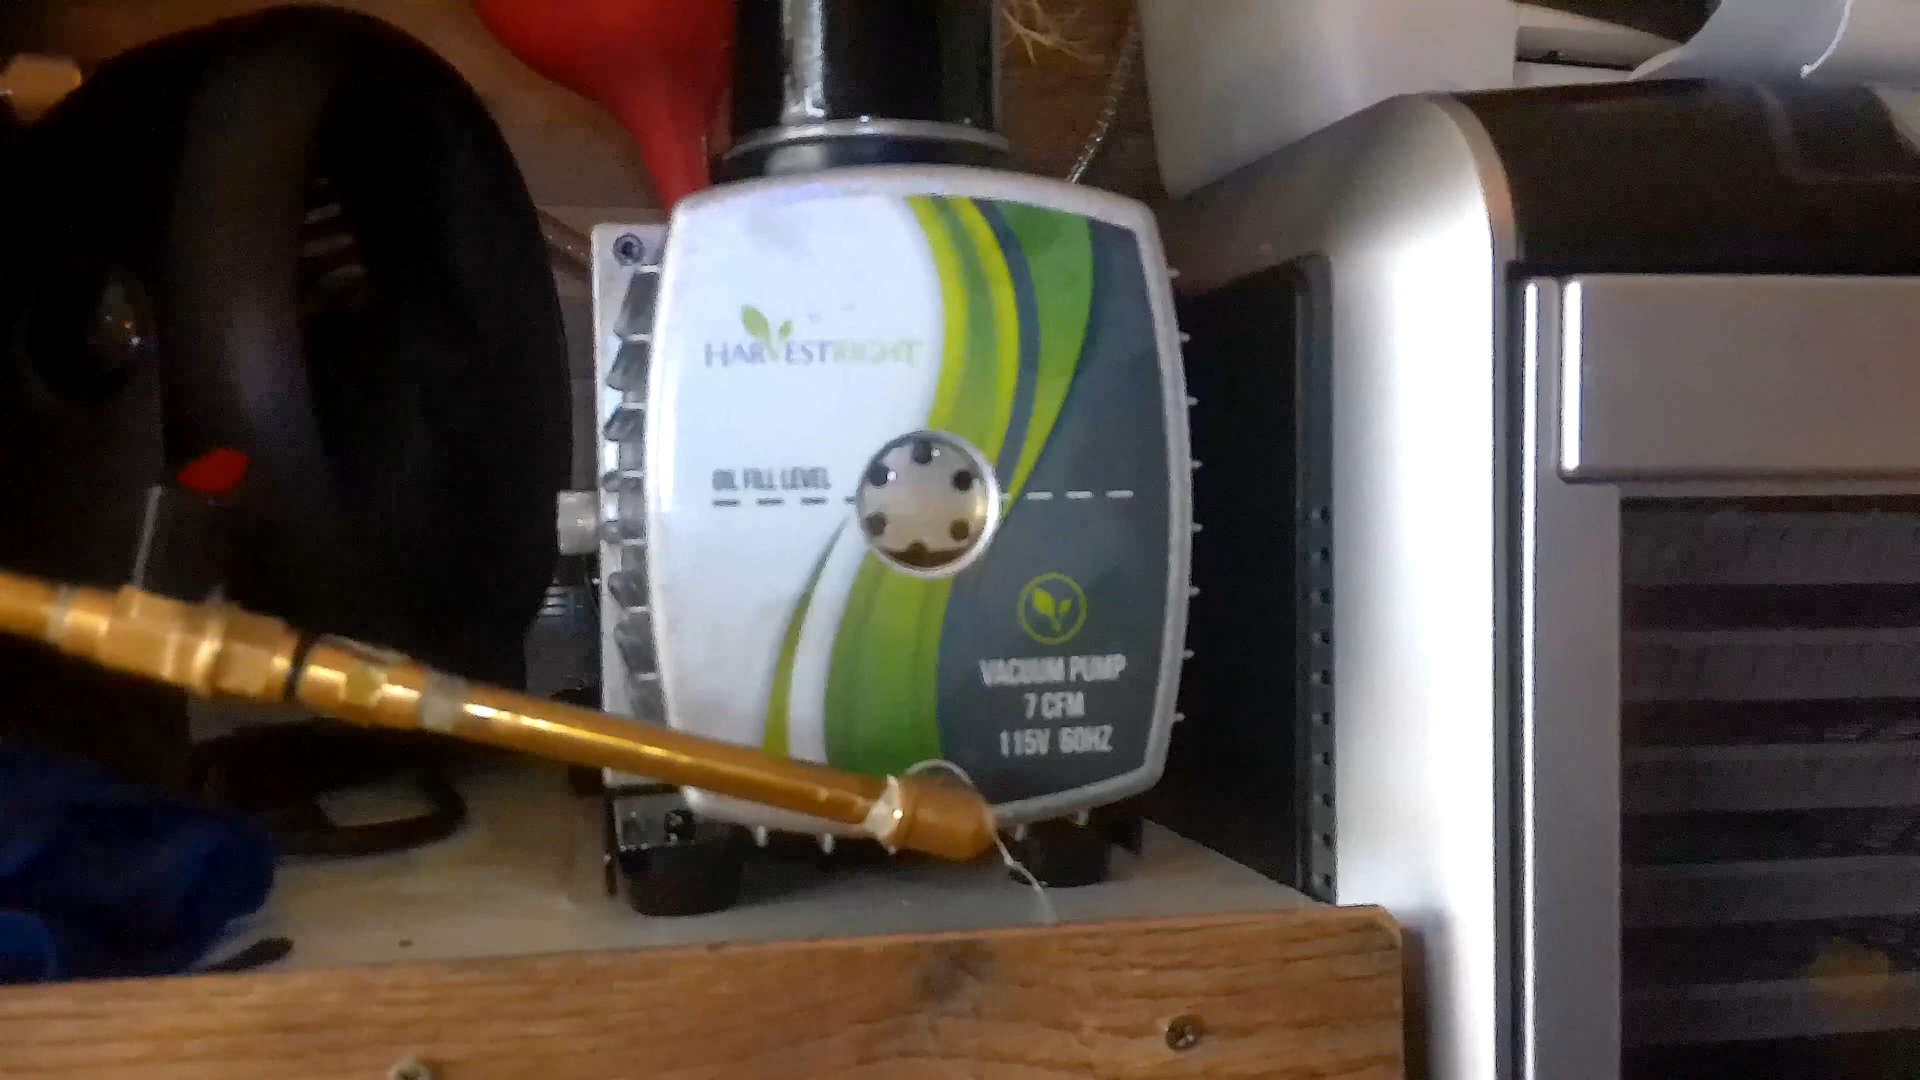 HARVESTRIGHT
OIL FILL LEVEL
VACUUM PUMP
7 CFM
115V 60HZ